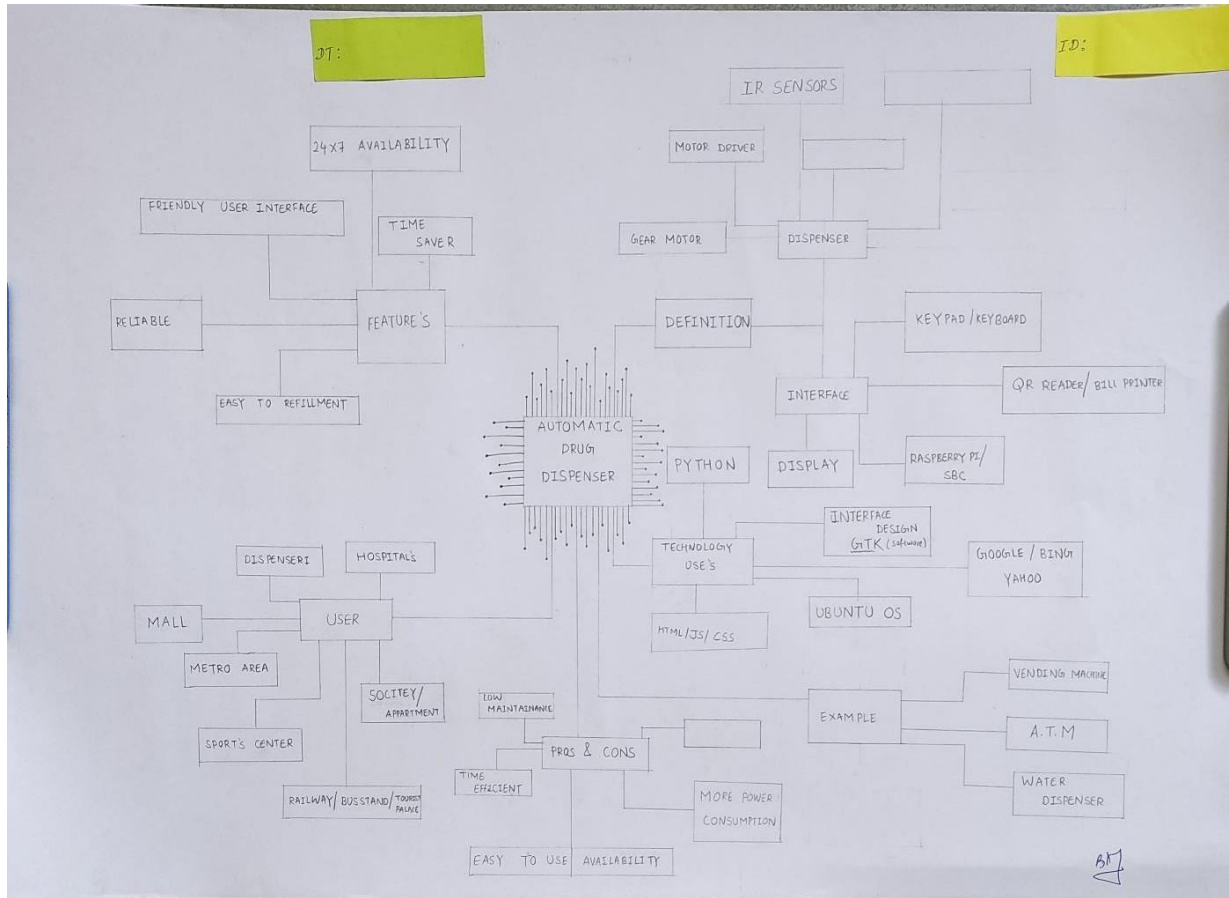 DT:
ID:
IR SENSORS
MOTOR DRIVER
GEAR MOTOR
DISPENSER
24x7 AVAILABILITY
FRIENDLY USER INTERFACE
TIME
SAVER
RELIABLE
FEATURE'S
EASY TO REFILLMENT
DEFINITION
KEYPAD/KEYBOARD
QR READER/BILL PRINTER
INTERFACE
DISPLAY
RASPBERRY PI/
SBC
AUTOMATIC
DRUG
DISPENSER
PYTHON
INTERFACE
DESIGN
GTK (software)
TECHNOLOGY
USE'S
GOOGLE / BING
YAHOO
UBUNTU OS
HTML/JS/CSS
DISPENSERI
HOSPITAL'S
MALL
USER
METRO AREA
SOCITEY/
APPARTMENT
SPORT'S CENTER
RAILWAY/BUSSTAND/TOURIST
PALACE
LOW
MAINTAINANCE
PROS & CONS
TIME
EFFICIENT
MORE POWER
CONSUMPTION
EASY TO USE AVAILABILITY
EXAMPLE
VENDING MACHINE
A.T.M
WATER
DISPENSER